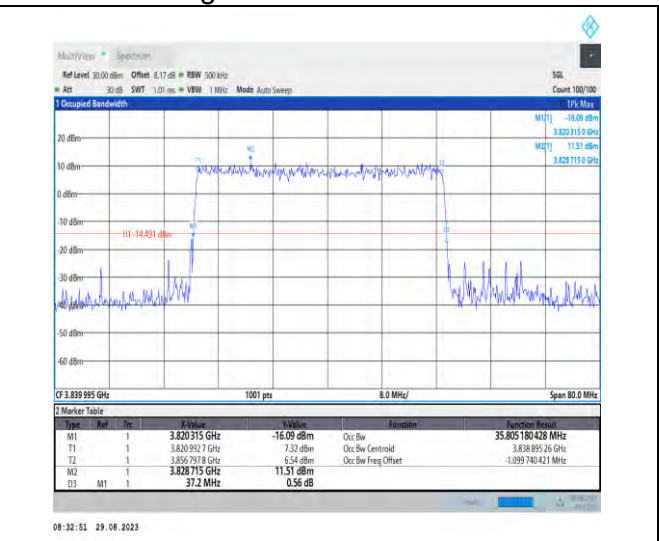 MultiView Spectrum
Ref Level 30.00 dBm Offset 8.17 dB RBW 500 kHz SGL
Att 30 dB SWT 1.01 ms VBW 1 MHz Mode Auto Sweep Count 100/100
1 Occupied Bandwidth 1Pk Max
M1[1] -16.09 dBm
3.820 315 0 GHz
M2[1] 11.51 dBm
3.828 715 0 GHz
20 dBm
M2
T1
T2
10 dBm
0 dBm
-10 dBm
M1
H1 -14.491 dBm
D3
-20 dBm
-30 dBm
-40 dBm
-50 dBm
-60 dBm
CF 3.839 995 GHz 1001 pts 8.0 MHz/ Span 80.0 MHz
2 Marker Table
Type Ref Trc X-Value Y-Value Function Function Result
M1 1 3.820315 GHz -16.09 dBm Occ Bw 35.805 180 428 MHz
T1 1 3.820 992 7 GHz 7.32 dBm Occ Bw Centroid 3.838 895 26 GHz
T2 1 3.856 797 8 GHz 6.54 dBm Occ Bw Freq Offset -1.099 740 421 MHz
M2 1 3.828715 GHz 11.51 dBm
D3 M1 1 37.2 MHz 0.56 dB
08:32:51 29.08.2023